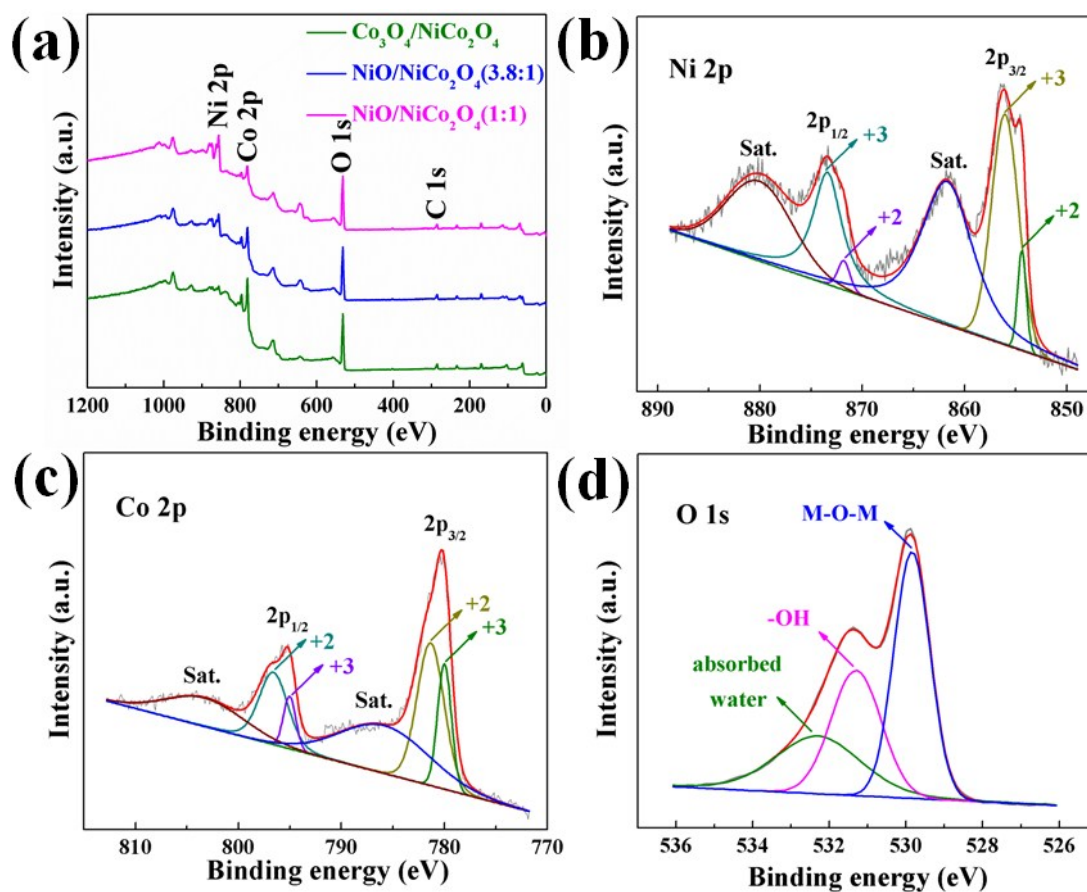 (a)
Co3O4/NiCo2O4
NiO/NiCo2O4(3.8:1)
NiO/NiCo2O4(1:1)
Ni 2p
Co 2p
O 1s
C 1s
Intensity (a.u.)
1200 1000 800 600 400 200 0
Binding energy (eV)
(b)
Ni 2p
2p3/2
+3
2p1/2
+3
Sat.
Sat.
+2
+2
Intensity (a.u.)
890 880 870 860 850
Binding energy (eV)
(c)
Co 2p
2p3/2
+2
+3
2p1/2
+2
+3
Sat.
Sat.
Intensity (a.u.)
810 800 790 780 770
Binding energy (eV)
(d)
O 1s
M-O-M
-OH
absorbed
water
Intensity (a.u.)
536 534 532 530 528 526
Binding energy (eV)